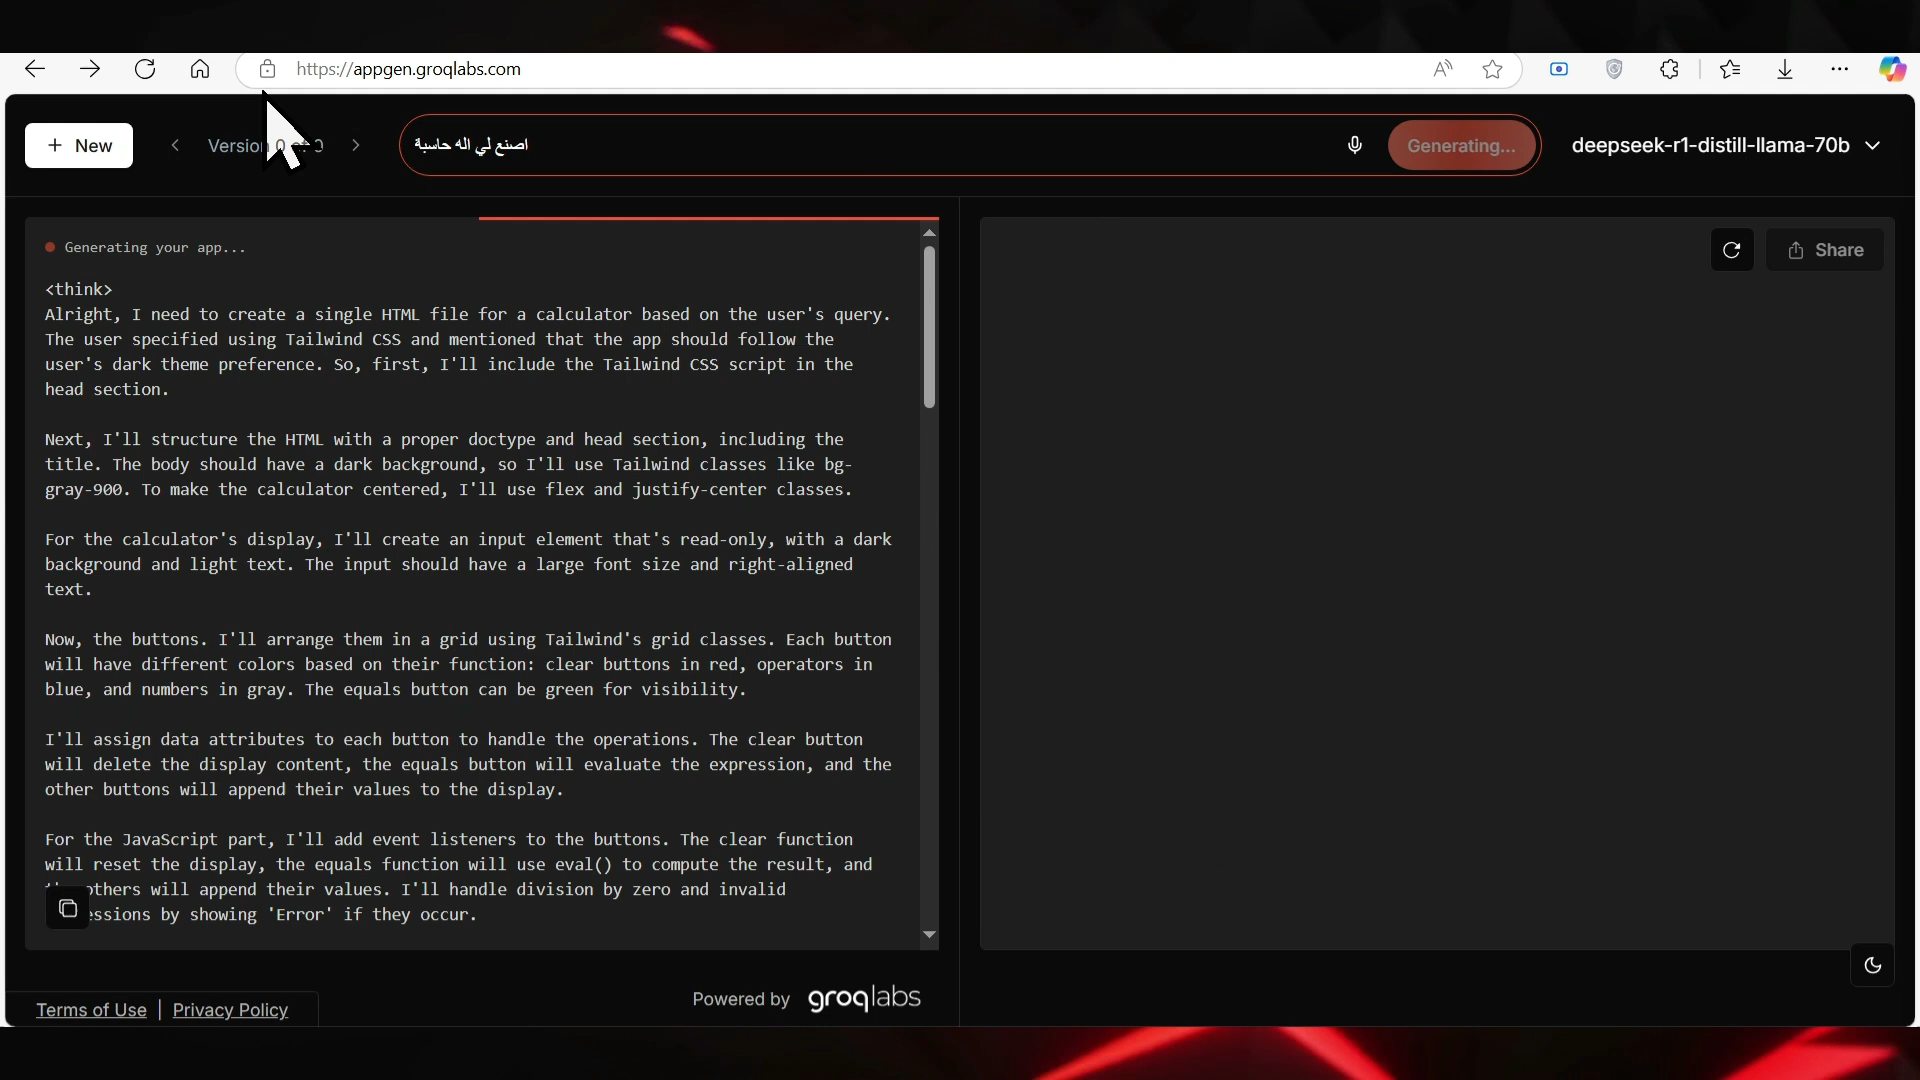 https://appgen.groqlabs.com
New
اصنع لي اله حاسبة
Generating...
deepseek-r1-distill-llama-70b
Generating your app...
Share
<think>
Alright, I need to create a single HTML file for a calculator based on the user's query.
The user specified using Tailwind CSS and mentioned that the app should follow the
user's dark theme preference. So, first, I'll include the Tailwind CSS script in the
head section.
Next, I'll structure the HTML with a proper doctype and head section, including the
title. The body should have a dark background, so I'll use Tailwind classes like bg-
gray-900. To make the calculator centered, I'll use flex and justify-center classes.
For the calculator's display, I'll create an input element that's read-only, with a dark
background and light text. The input should have a large font size and right-aligned
text.
Now, the buttons. I'll arrange them in a grid using Tailwind's grid classes. Each button
will have different colors based on their function: clear buttons in red, operators in
blue, and numbers in gray. The equals button can be green for visibility.
I'll assign data attributes to each button to handle the operations. The clear button
will delete the display content, the equals button will evaluate the expression, and the
other buttons will append their values to the display.
For the JavaScript part, I'll add event listeners to the buttons. The clear function
will reset the display, the equals function will use eval() to compute the result, and
will append their values. I'll handle division by zero and invalid
by showing 'Error' if they occur.
Powered by groqlabs
Terms of Use | Privacy Policy